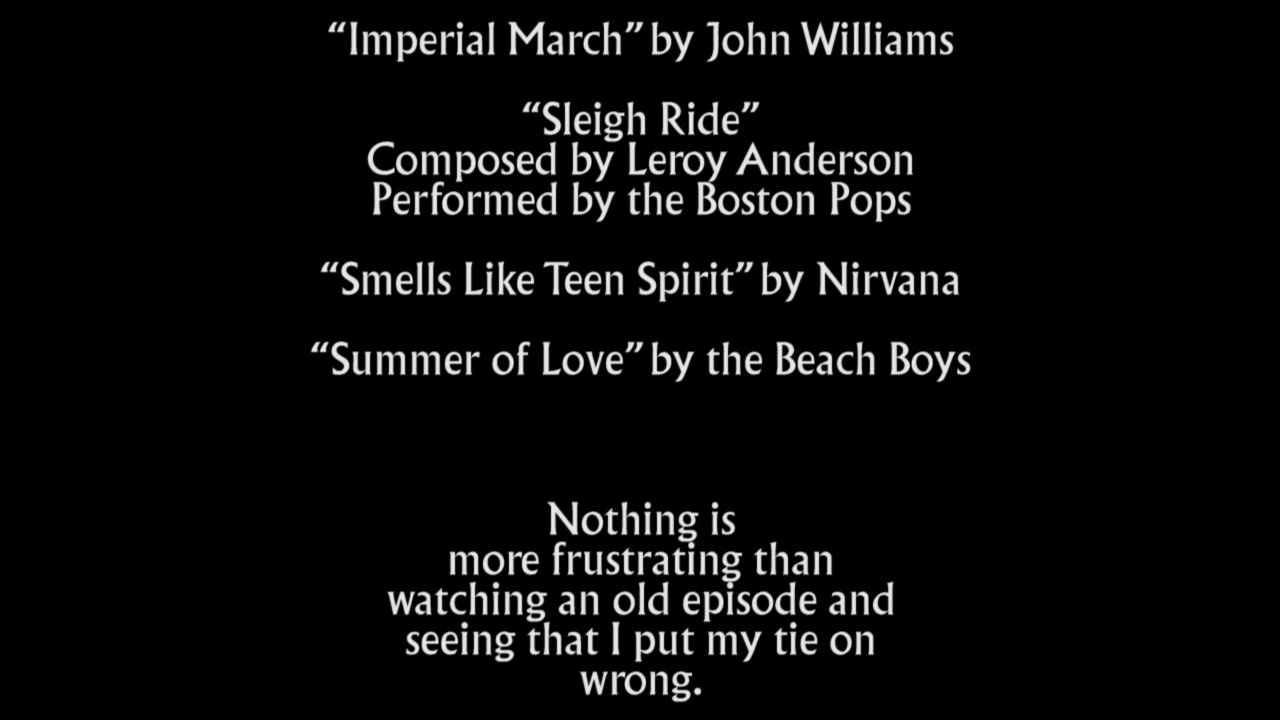 “Imperial March” by John Williams
“Sleigh Ride”
Composed by Leroy Anderson
Performed by the Boston Pops
“Smells Like Teen Spirit” by Nirvana
“Summer of Love” by the Beach Boys
Nothing is
more frustrating than
watching an old episode and
seeing that I put my tie on
wrong.